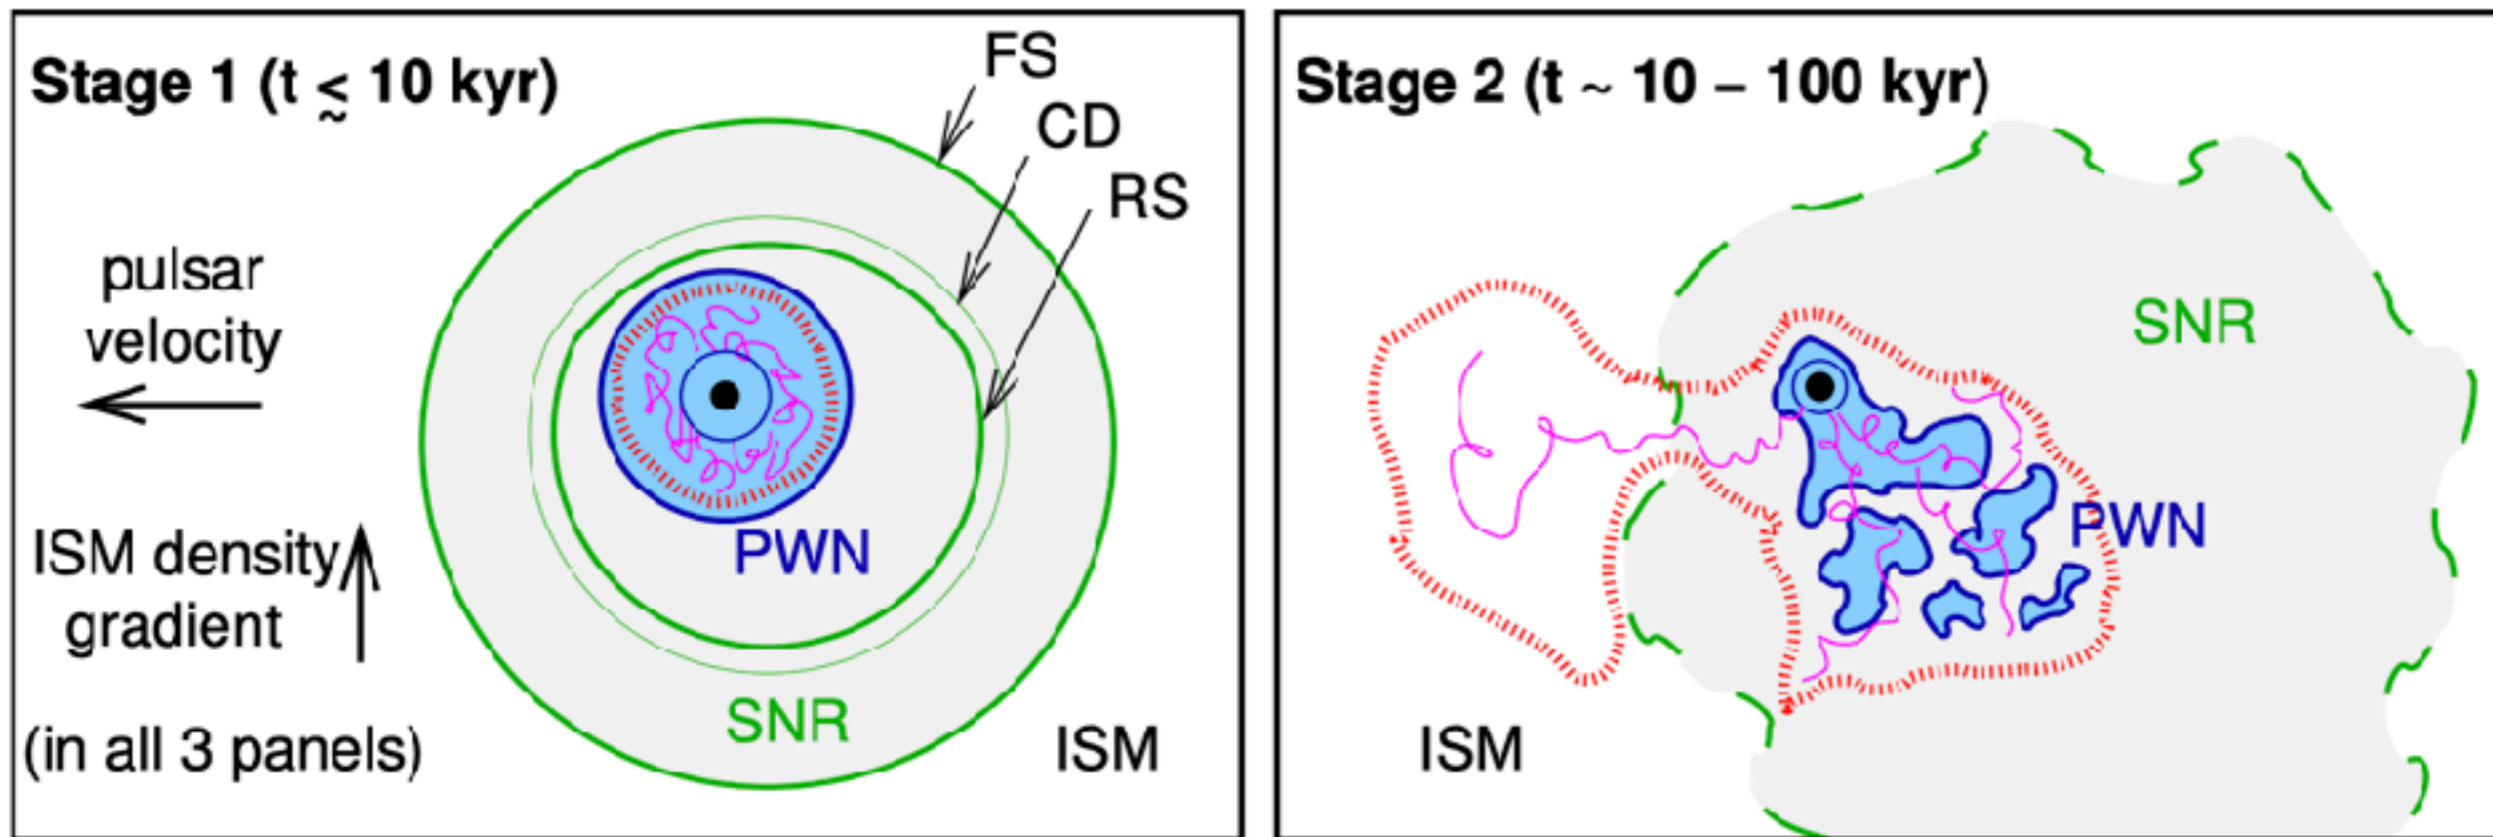 Stage 1 (t ≲ 10 kyr)
FS
CD
RS
pulsar
velocity
ISM density
gradient
(in all 3 panels)
PWN
SNR
ISM
Stage 2 (t ~ 10 – 100 kyr)
SNR
PWN
ISM